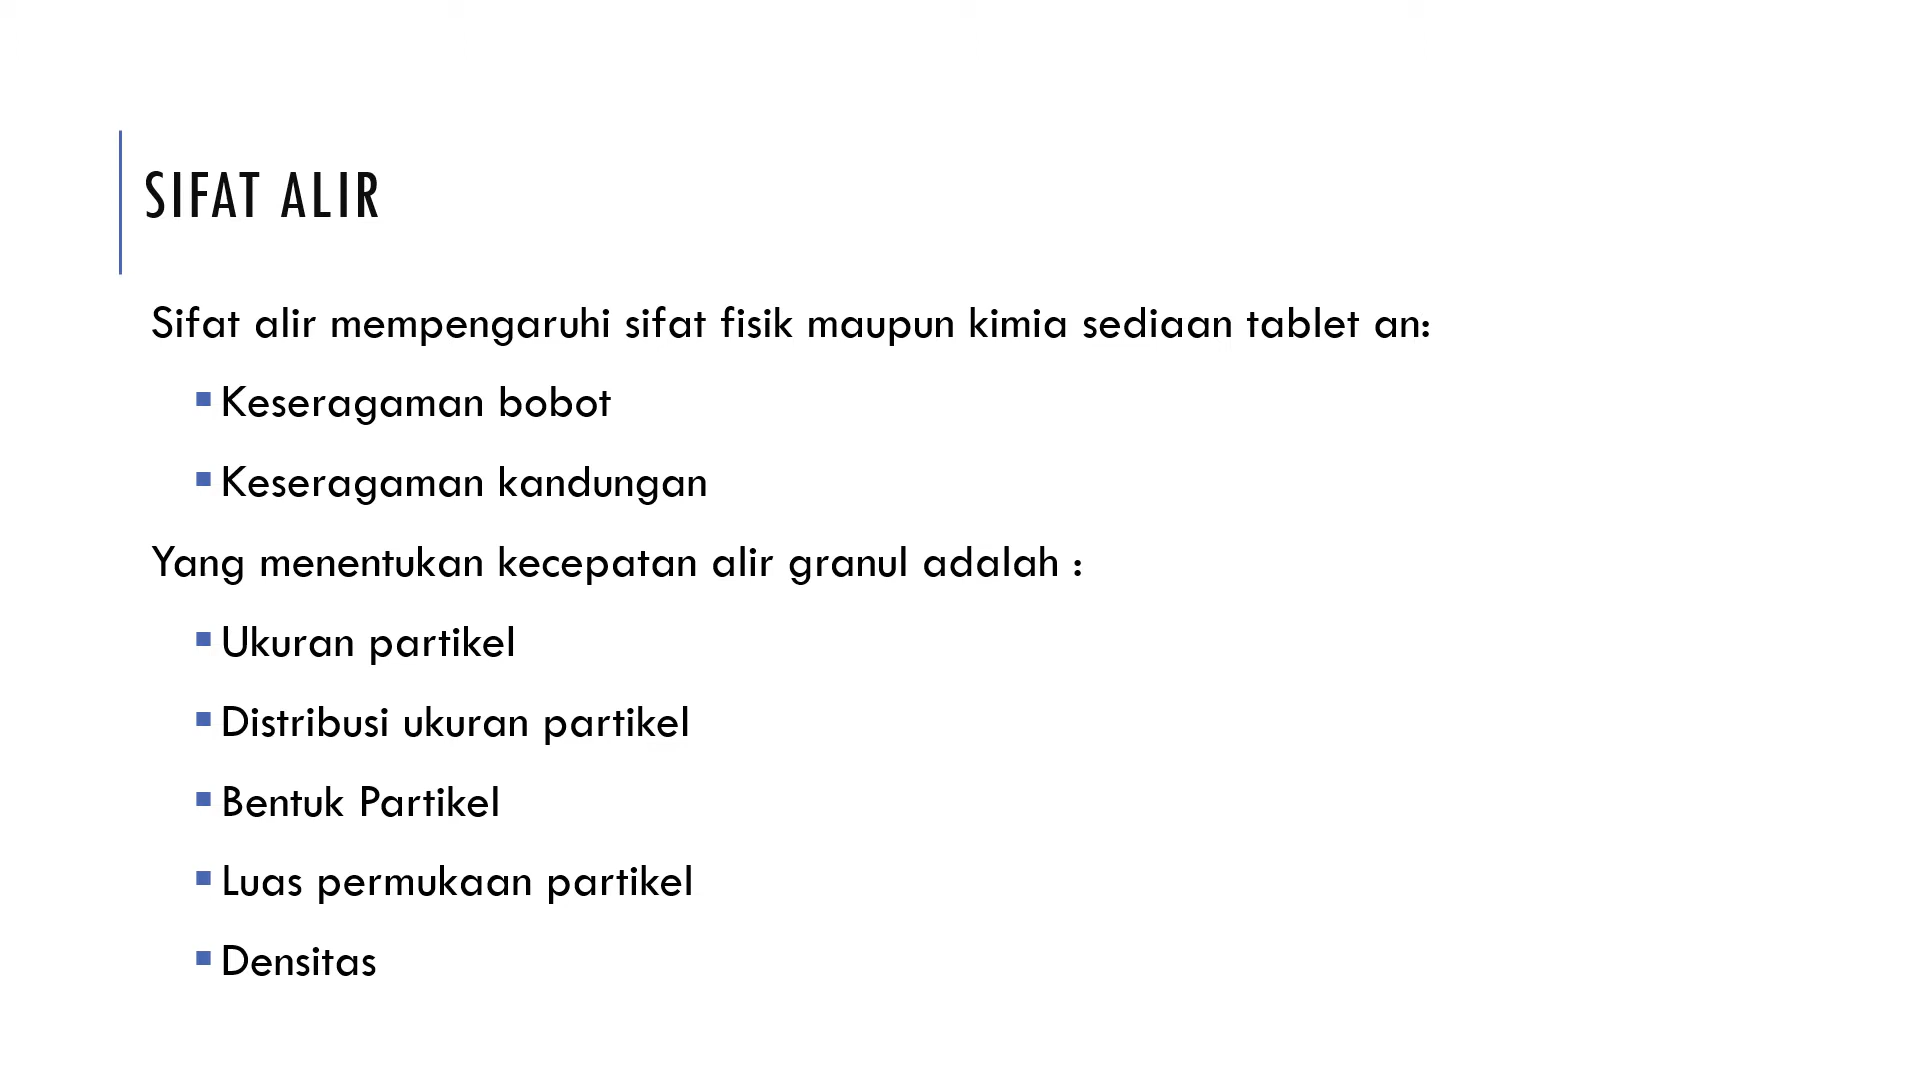 SIFAT ALIR
Sifat alir mempengaruhi sifat fisik maupun kimia sediaan tablet an:
▪ Keseragaman bobot
▪ Keseragaman kandungan
Yang menentukan kecepatan alir granul adalah :
▪ Ukuran partikel
▪ Distribusi ukuran partikel
▪ Bentuk Partikel
▪ Luas permukaan partikel
▪ Densitas